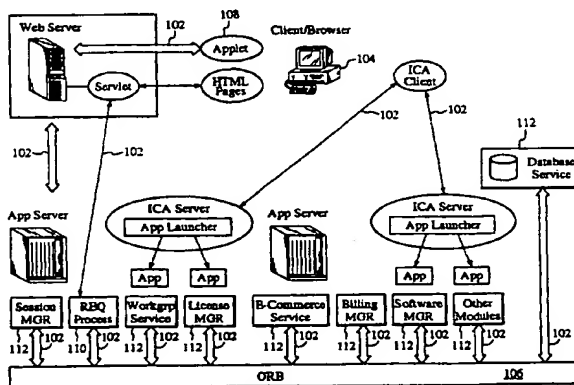 Web Server
102
108
Applet
Client/Browser
104
Servlet
HTML
Pages
ICA
Client
102
102
102
102
112
Database
Service
App Server
ICA Server
App Launcher
App
App
App Server
ICA Server
App Launcher
App
App
Session
MGR
RBQ
Process
Workgrp
Service
License
MGR
E-Commerce
Service
Billing
MGR
Software
MGR
Other
Modules
112
102
110
102
112
102
112
102
112
102
112
102
112
102
112
102
102
ORB
106